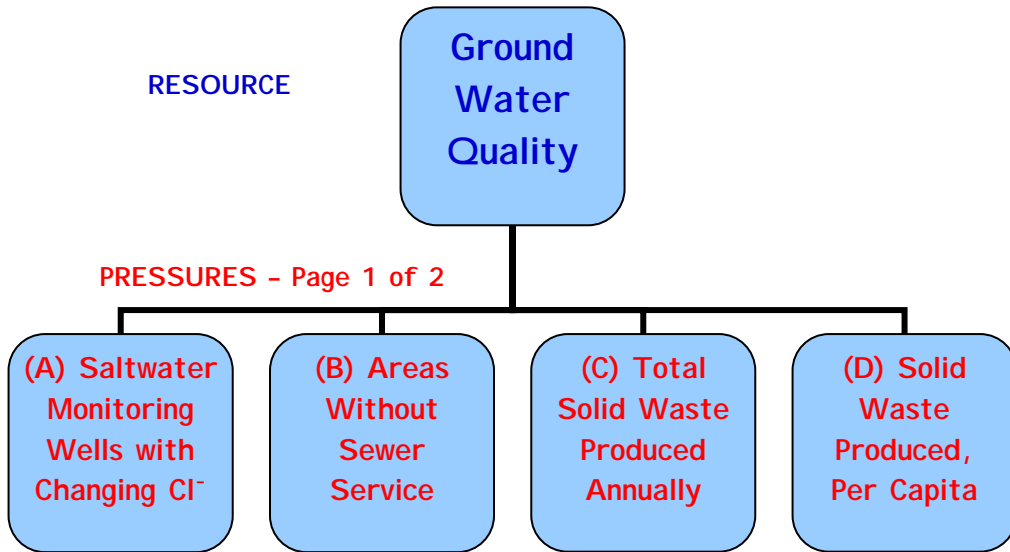 Ground
Water
Quality
RESOURCE
PRESSURES – Page 1 of 2
(A) Saltwater
Monitoring
Wells with
Changing Cl⁻
(B) Areas
Without
Sewer
Service
(C) Total
Solid Waste
Produced
Annually
(D) Solid
Waste
Produced,
Per Capita